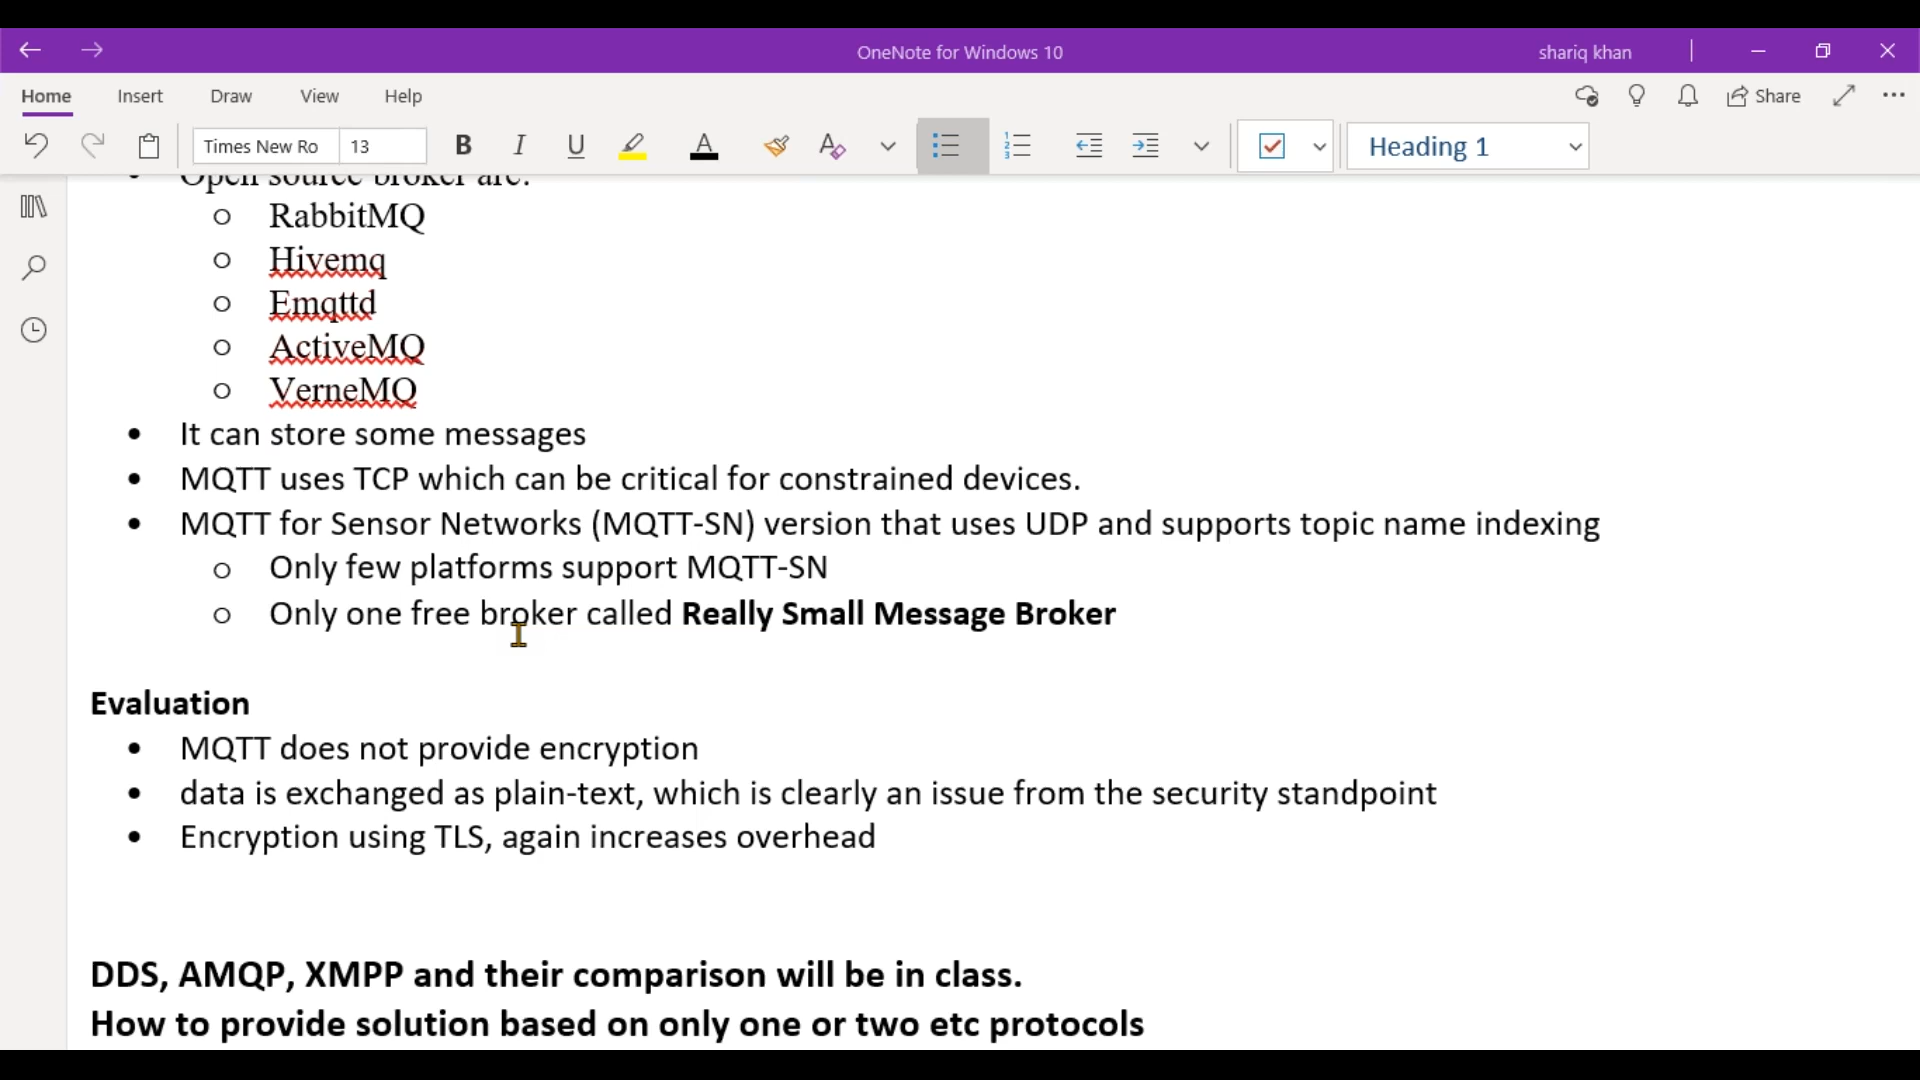 OneNote for Windows 10
shariq khan
Home Insert Draw View Help
Share
Times New Ro 13 B I U A A Heading 1
Open source broker are:
RabbitMQ
Hivemq
Emqttd
ActiveMQ
VerneMQ
It can store some messages
MQTT uses TCP which can be critical for constrained devices.
MQTT for Sensor Networks (MQTT-SN) version that uses UDP and supports topic name indexing
Only few platforms support MQTT-SN
Only one free broker called Really Small Message Broker
Evaluation
MQTT does not provide encryption
data is exchanged as plain-text, which is clearly an issue from the security standpoint
Encryption using TLS, again increases overhead
DDS, AMQP, XMPP and their comparison will be in class.
How to provide solution based on only one or two etc protocols